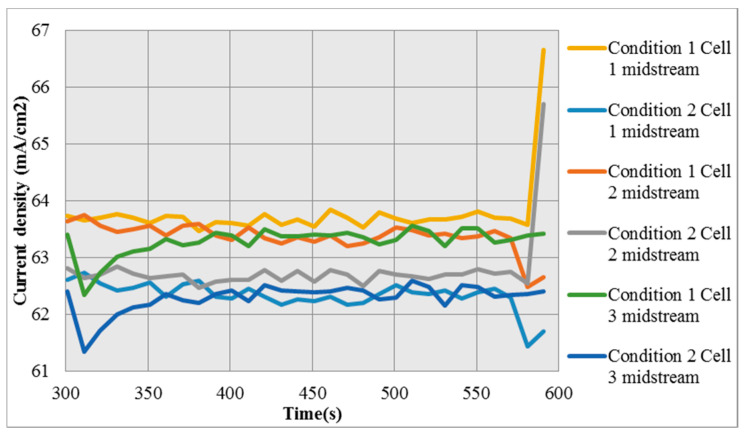 67
66
65
64
63
62
61
300
350
400
450
500
550
600
Current density (mA/cm2)
Time(s)
Condition 1 Cell
1 midstream
Condition 2 Cell
1 midstream
Condition 1 Cell
2 midstream
Condition 2 Cell
2 midstream
Condition 1 Cell
3 midstream
Condition 2 Cell
3 midstream